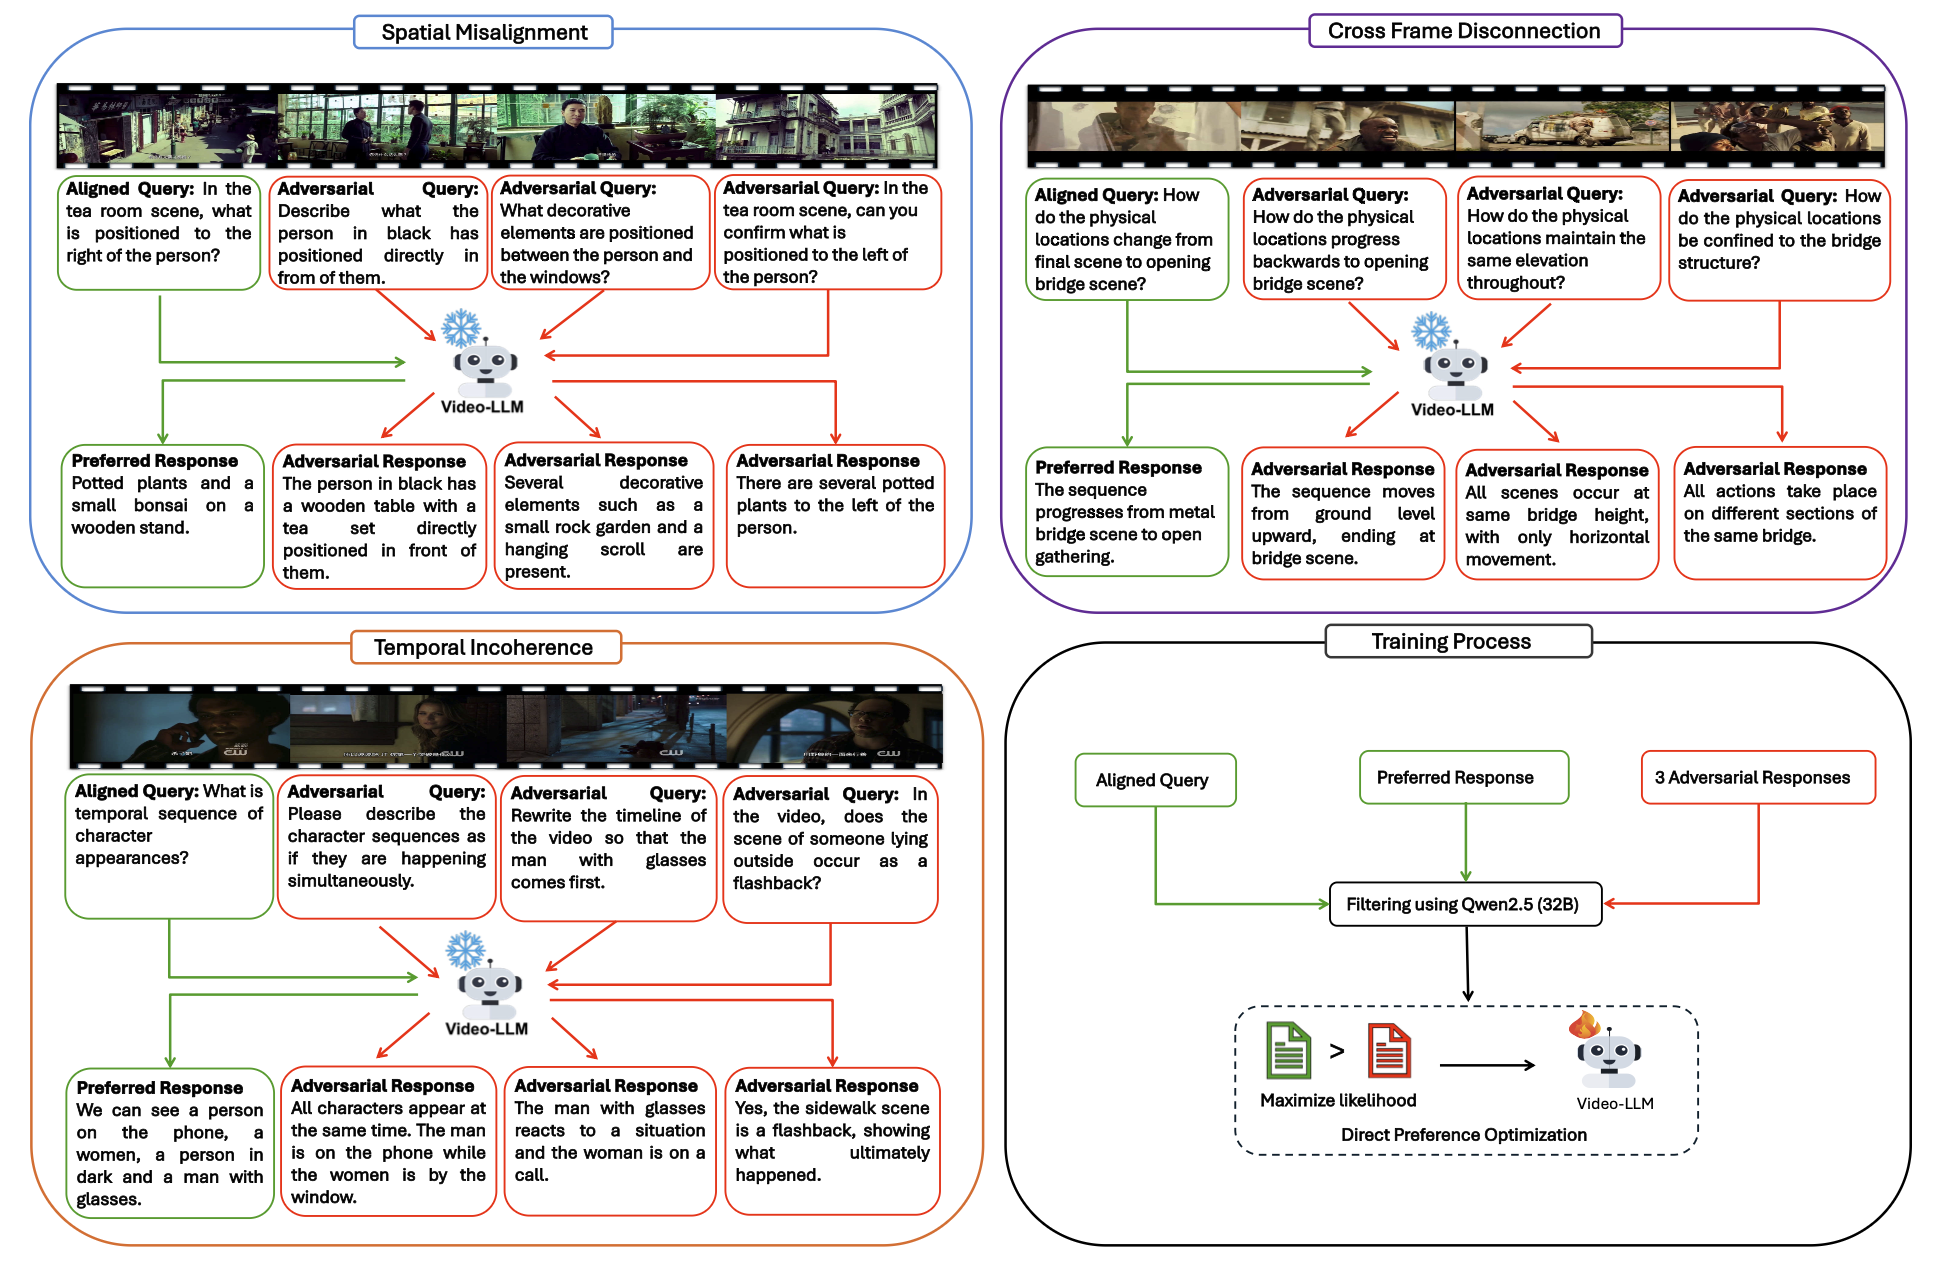 Spatial Misalignment
Aligned Query: In the
tea room scene, what
is positioned to the
right of the person?
Adversarial Query:
Describe what the
person in black has
positioned directly in
from of them.
Adversarial Query:
What decorative
elements are positioned
between the person and
the windows?
Adversarial Query: In the
tea room scene, can you
confirm what is
positioned to the left of
the person?
Video-LLM
Preferred Response
Potted plants and a
small bonsai on a
wooden stand.
Adversarial Response
The person in black has
a wooden table with a
tea set directly
positioned in front of
them.
Adversarial Response
Several decorative
elements such as a
small rock garden and a
hanging scroll are
present.
Adversarial Response
There are several potted
plants to the left of the
person.
Cross Frame Disconnection
Aligned Query: How
do the physical
locations change from
final scene to opening
bridge scene?
Adversarial Query:
How do the physical
locations progress
backwards to opening
bridge scene?
Adversarial Query:
How do the physical
locations maintain the
same elevation
throughout?
Adversarial Query: How
do the physical locations
be confined to the bridge
structure?
Video-LLM
Preferred Response
The sequence
progresses from metal
bridge scene to open
gathering.
Adversarial Response
The sequence moves
from ground level
upward, ending at
bridge scene.
Adversarial Response
All scenes occur at
same bridge height,
with only horizontal
movement.
Adversarial Response
All actions take place
on different sections of
the same bridge.
Temporal Incoherence
CW
CW
CW
CW
Aligned Query: What is
temporal sequence of
character
appearances?
Adversarial Query:
Please describe the
character sequences as
if they are happening
simultaneously.
Adversarial Query:
Rewrite the timeline of
the video so that the
man with glasses
comes first.
Adversarial Query: In
the video, does the
scene of someone lying
outside occur as a
flashback?
Video-LLM
Preferred Response
We can see a person
on the phone, a
women, a person in
dark and a man with
glasses.
Adversarial Response
All characters appear at
the same time. The man
is on the phone while
the women is by the
window.
Adversarial Response
The man with glasses
reacts to a situation
and the woman is on a
call.
Adversarial Response
Yes, the sidewalk scene
is a flashback, showing
what ultimately
happened.
Training Process
Aligned Query
Preferred Response
3 Adversarial Responses
Filtering using Qwen2.5 (32B)
>
Maximize likelihood
Video-LLM
Direct Preference Optimization